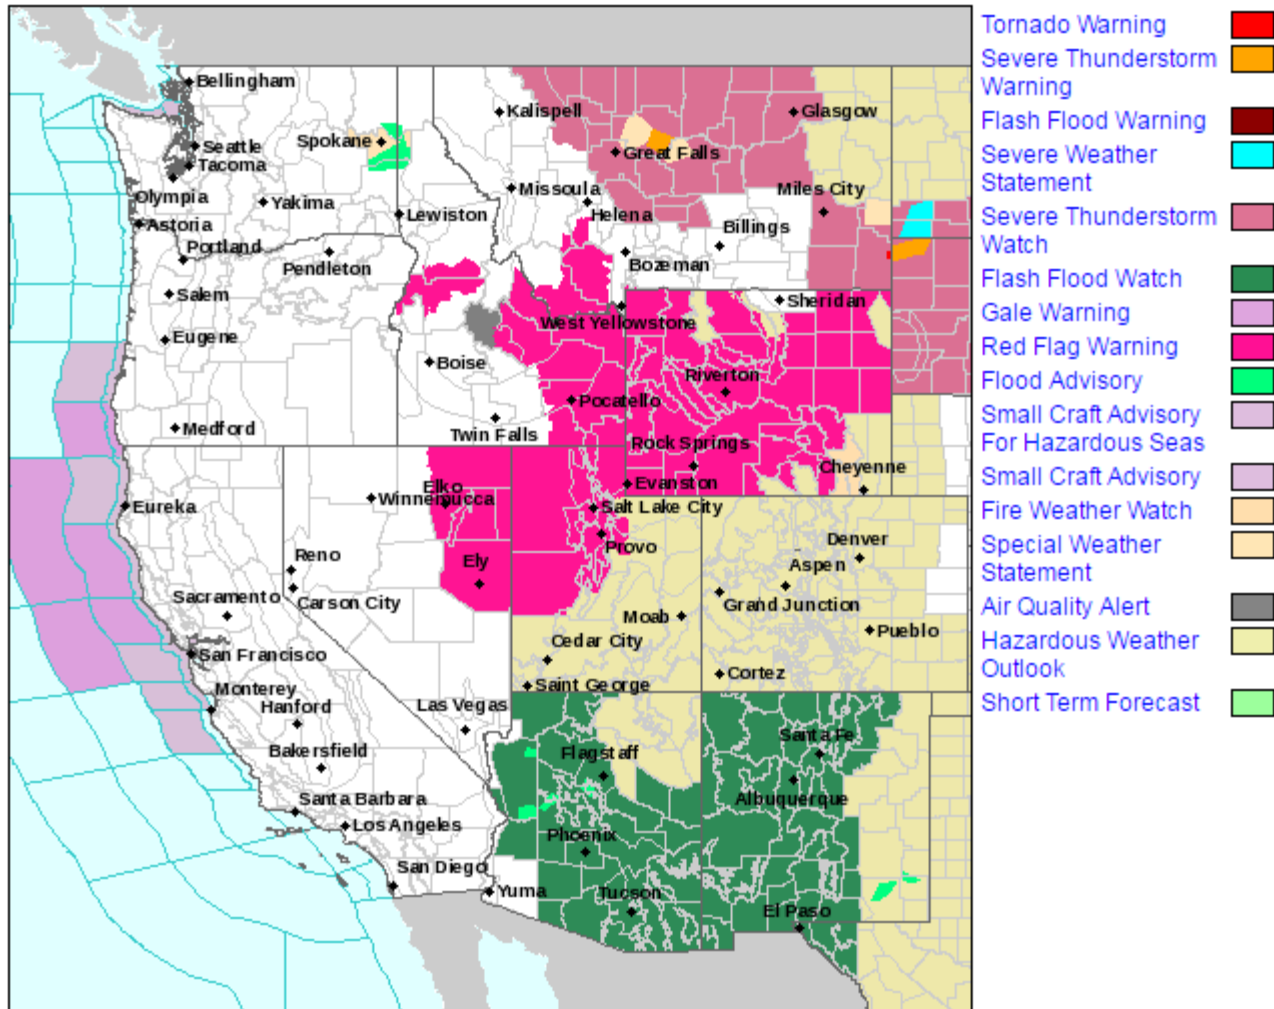 Bellingham
Seattle
Tacoma
Olympia
Astoria
Yakima
Spokane
Lewiston
Portland
Pendleton
Salem
Eugene
Medford
Kalispell
Glasgow
Great Falls
Missoula
Helena
Miles City
Billings
Bozeman
West Yellowstone
Sheridan
Boise
Riverton
Pocatello
Twin Falls
Rock Springs
Cheyenne
Evanston
Elko
Winnemucca
Eureka
Salt Lake City
Provo
Reno
Ely
Denver
Aspen
Sacramento
Carson City
Grand Junction
Moab
Pueblo
Cedar City
San Francisco
Cortez
Saint George
Monterey
Hanford
Las Vegas
Bakersfield
Flagstaff
Santa Fe
Albuquerque
Santa Barbara
Los Angeles
Phoenix
San Diego
Yuma
Tucson
El Paso
Tornado Warning
Severe Thunderstorm
Warning
Flash Flood Warning
Severe Weather
Statement
Severe Thunderstorm
Watch
Flash Flood Watch
Gale Warning
Red Flag Warning
Flood Advisory
Small Craft Advisory
For Hazardous Seas
Small Craft Advisory
Fire Weather Watch
Special Weather
Statement
Air Quality Alert
Hazardous Weather
Outlook
Short Term Forecast